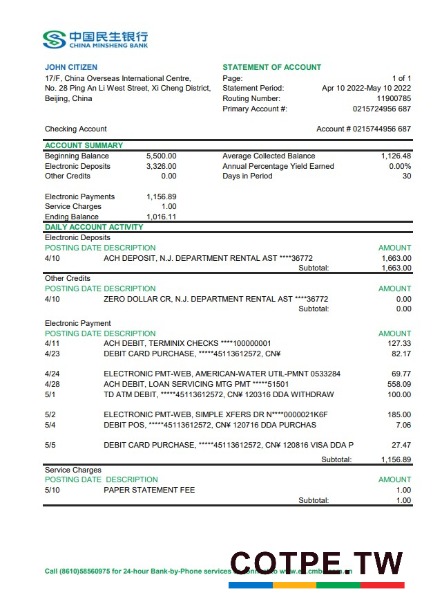 中国民生银行
CHINA MINSHENG BANK
JOHN CITIZEN
17/F, China Overseas International Centre,
No. 28 Ping An Li West Street, Xi Cheng District,
Beijing, China
STATEMENT OF ACCOUNT
Page: 1 of 1
Statement Period: Apr 10 2022-May 10 2022
Routing Number: 11900785
Primary Account #: 0215724956 687
Checking Account Account # 0215744956 687
ACCOUNT SUMMARY
Beginning Balance 5,500.00 Average Collected Balance 1,126.48
Electronic Deposits 3,326.00 Annual Percentage Yield Earned 0.00%
Other Credits 0.00 Days in Period 30
Electronic Payments 1,156.89
Service Charges 1.00
Ending Balance 1,016.11
DAILY ACCOUNT ACTIVITY
Electronic Deposits
POSTING DATE DESCRIPTION AMOUNT
4/10 ACH DEPOSIT, N.J. DEPARTMENT RENTAL AST ****36772 1,663.00
Subtotal: 1,663.00
Other Credits
POSTING DATE DESCRIPTION AMOUNT
4/10 ZERO DOLLAR CR, N.J. DEPARTMENT RENTAL AST ****36772 0.00
Subtotal: 0.00
Electronic Payment
POSTING DATE DESCRIPTION AMOUNT
4/11 ACH DEBIT, TERMINIX CHECKS ****100000001 127.33
4/23 DEBIT CARD PURCHASE, *****45113612572, CN¥ 82.17
4/24 ELECTRONIC PMT-WEB, AMERICAN-WATER UTIL-PMNT 0533284 69.77
4/28 ACH DEBIT, LOAN SERVICING MTG PMT *****51501 558.09
5/1 TD ATM DEBIT, *****45113612572, CN¥ 120316 DDA WITHDRAW 100.00
5/2 ELECTRONIC PMT-WEB, SIMPLE XFERS DR N****0000021K6F 185.00
5/4 DEBIT POS, *****45113612572, CN¥ 120716 DDA PURCHAS 7.06
5/5 DEBIT CARD PURCHASE, *****45113612572, CN¥ 120816 VISA DDA P 27.47
Subtotal: 1,156.89
Service Charges
POSTING DATE DESCRIPTION AMOUNT
5/10 PAPER STATEMENT FEE 1.00
Subtotal: 1.00
Call (8610)58560975 for 24-hour Bank-by-Phone services
COTPE.TW